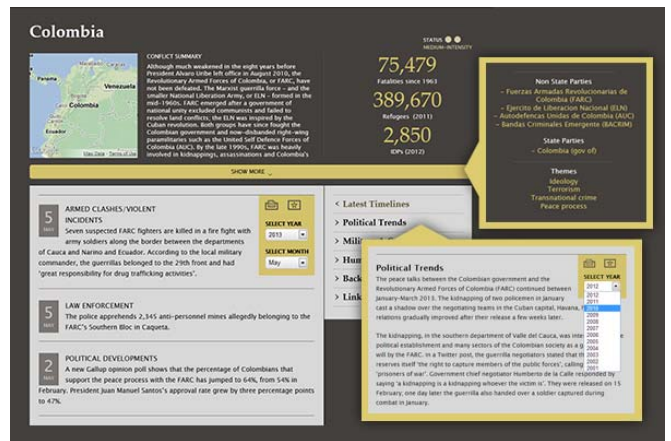 Colombia
STATUS
MEDIUM-INTENSITY
CONFLICT SUMMARY
Although much weakened in the eight years before
President Alvaro Uribe left office in August 2010, the
Revolutionary Armed Forces of Colombia, or FARC, have
not been defeated. The Marxist guerrilla force – and the
smaller National Liberation Army, or ELN – formed in the
mid-1960s. FARC emerged after a government of
national unity excluded communists and failed to
resolve land conflicts; the ELN was inspired by the
Cuban revolution. Both groups have since fought the
Colombian government and now-disbanded right-wing
paramilitaries such as the United Self Defence Forces of
Colombia (AUC). By the late 1990s, FARC was heavily
involved in kidnappings, assassinations and Colombia's
Panama
Venezuela
Colombia
Ecuador
Map Data - Terms of Use
75,479
Fatalities since 1963
389,670
Refugees (2011)
2,850
IDPs (2012)
SHOW MORE
Non State Parties
– Fuerzas Armadas Revolucionarias de
Colombia (FARC)
– Ejercito de Liberacion Nacional (ELN)
– Autodefencas Unidas de Colombia (AUC)
– Bandas Criminales Emergente (BACRIM)
State Parties
– Colombia (gov of)
Themes
Ideology
Terrorism
Transnational crime
Peace process
5
MAY
ARMED CLASHES/VIOLENT
INCIDENTS
Seven suspected FARC fighters are killed in a fire fight with
army soldiers along the border between the departments
of Cauca and Narino and Ecuador. According to the local military
commander, the guerrillas belonged to the 29th front and had
'great responsibility for drug trafficking activities'.
SELECT YEAR
2013
SELECT MONTH
May
5
MAY
LAW ENFORCEMENT
The police apprehends 2,345 anti-personnel mines allegedly belonging to the
FARC's Southern Bloc in Caqueta.
2
MAY
POLITICAL DEVELOPMENTS
A new Gallup opinion poll shows that the percentage of Colombians that
support the peace process with the FARC has jumped to 64%, from 54% in
February. President Juan Manuel Santos's approval rate grew by three percentage points
to 47%.
< Latest Timelines
> Political Trends
> Mili
> Hum
> Back
> Link
Political Trends
The peace talks between the Colombian government and the
Revolutionary Armed Forces of Colombia (FARC) continued between
January-March 2013. The kidnapping of two policemen in January
cast a shadow over the negotiating teams in the Cuban capital, Havana,
relations gradually improved after their release a few weeks later.
The kidnapping, in the southern department of Valle del Cauca, was
political establishment and many sectors of the Colombian society as a
will by the FARC. In a Twitter post, the guerrilla negotiators stated that
reserves itself 'the right to capture members of the public forces', calling
'prisoners of war'. Government chief negotiator Humberto de la Calle responded by
saying 'a kidnapping is a kidnapping whoever the victim is'. They were released on 15
February; one day later the guerrilla also handed over a soldier captured during
combat in January.
SELECT YEAR
2012
2012
2011
2010
2009
2008
2007
2006
2005
2004
2003
2002
2001